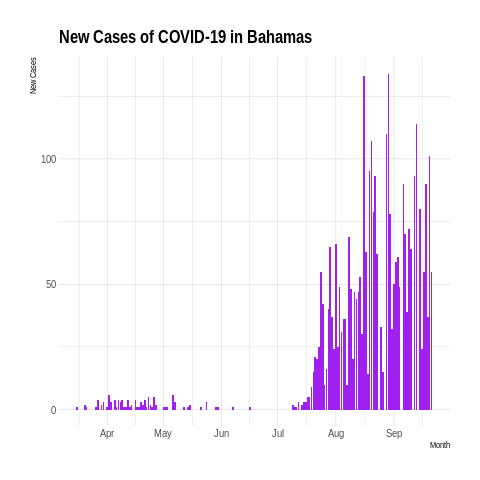 New Cases of COVID-19 in Bahamas
New Cases
100
50
0
Apr May Jun Jul Aug Sep
Month